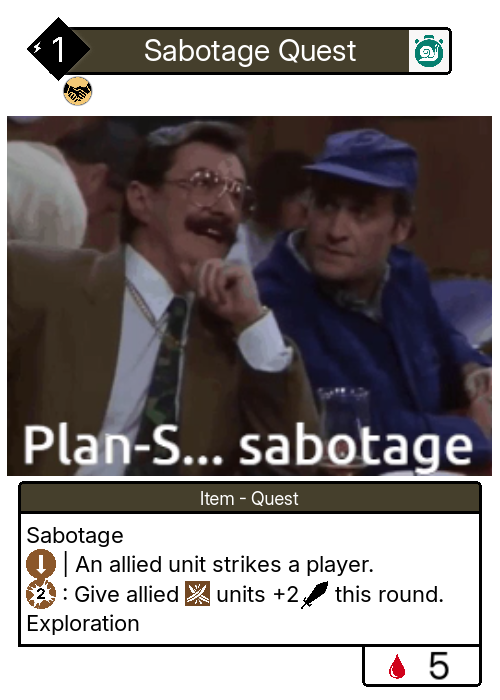 1
Sabotage Quest
Plan-S... sabotage
Item - Quest
Sabotage
| An allied unit strikes a player.
2 : Give allied units +2 this round.
Exploration
5